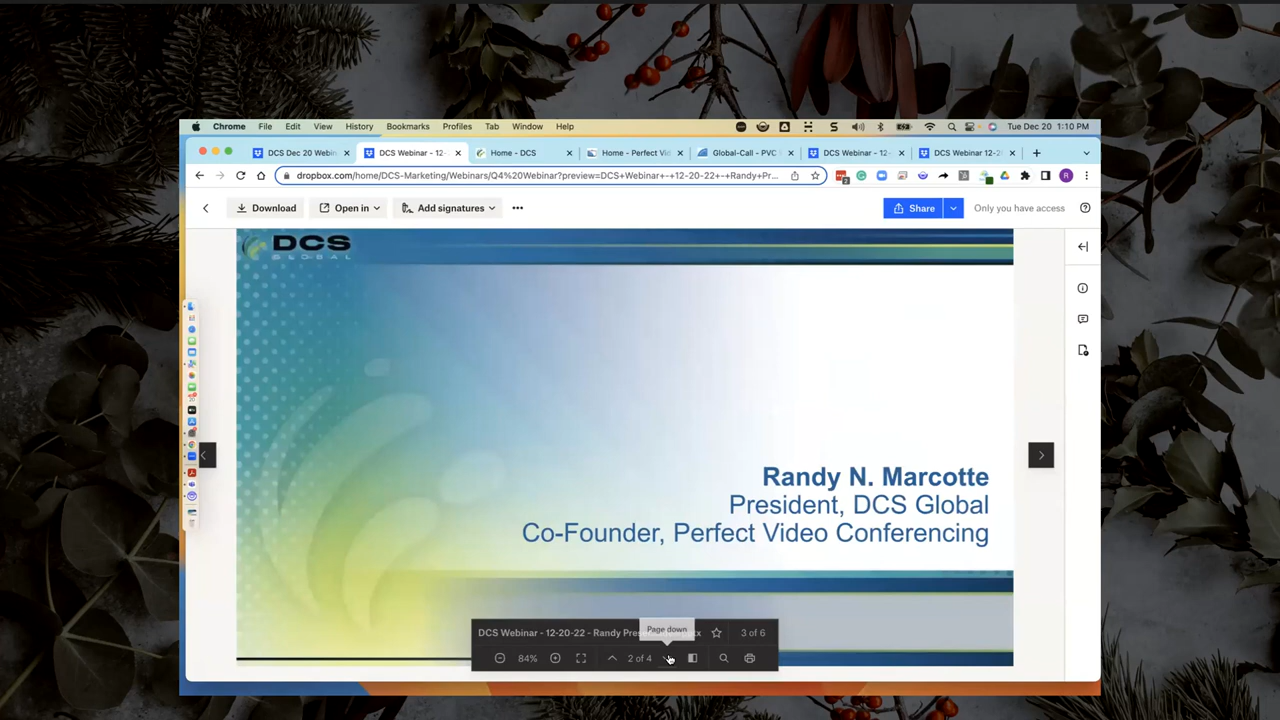 Chrome File Edit View History Bookmarks Profiles Tab Window Help Tue Dec 20 1:10 PM
DCS Dec 20 Webin DCS Webinar - 12- Home - DCS Home - Perfect Vi Global-Call - PVC DCS Webinar - 12- DCS Webinar 12-2
dropbox.com/home/DCS-Marketing/Webinars/Q4%20Webinar?preview=DCS+Webinar+-+12-20-22+-+Randy+Pr...
Download Open in Add signatures Share Only you have access
DCS
GLOBAL
Randy N. Marcotte
President, DCS Global
Co-Founder, Perfect Video Conferencing
Page down
DCS Webinar - 12-20-22 - Randy Pre 3 of 6
84% 2 of 4